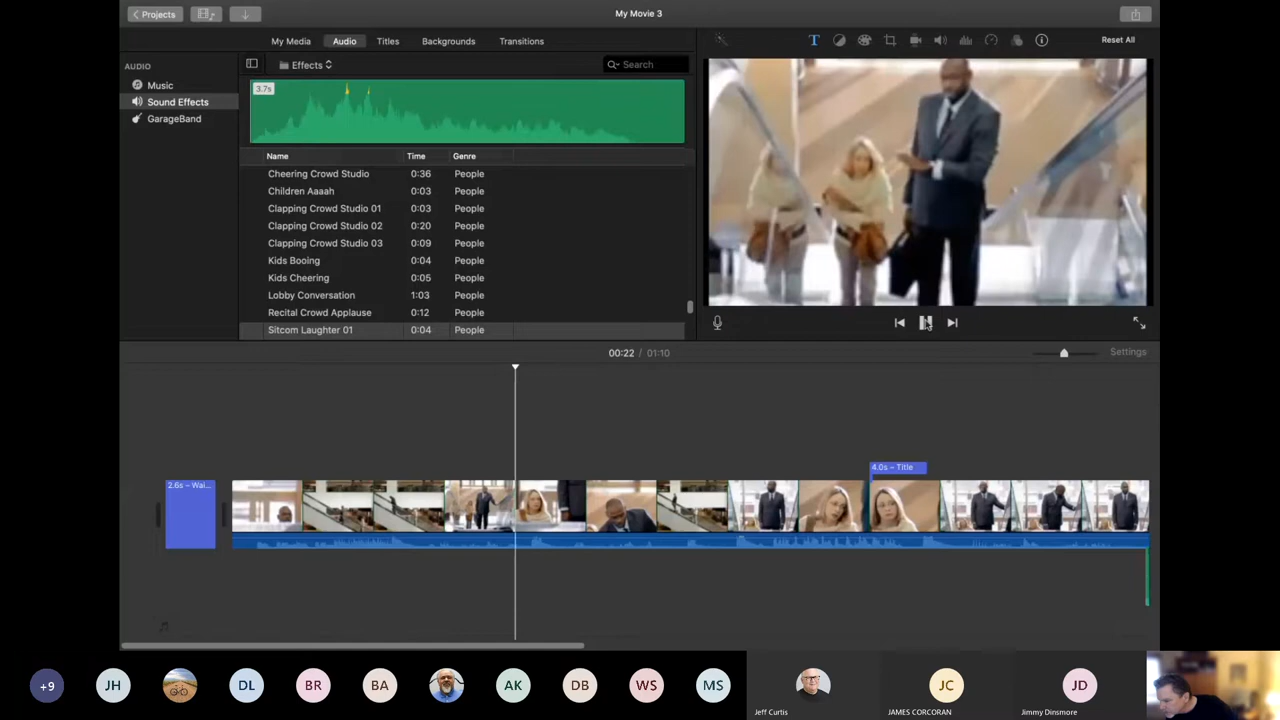 Projects
My Movie 3
My Media
Audio
Titles
Backgrounds
Transitions
Reset All
AUDIO
Music
Sound Effects
GarageBand
Effects
Search
3.7s
Name Time Genre
Cheering Crowd Studio 0:36 People
Children Aaaah 0:03 People
Clapping Crowd Studio 01 0:03 People
Clapping Crowd Studio 02 0:20 People
Clapping Crowd Studio 03 0:09 People
Kids Booing 0:04 People
Kids Cheering 0:05 People
Lobby Conversation 1:03 People
Recital Crowd Applause 0:12 People
Sitcom Laughter 01 0:04 People
00:22 / 01:10
Settings
4.0s – Title
2.6s – Wai...
+9
JH
DL
BR
BA
AK
DB
WS
MS
Jeff Curtis
JC
JAMES CORCORAN
JD
Jimmy Dinsmore